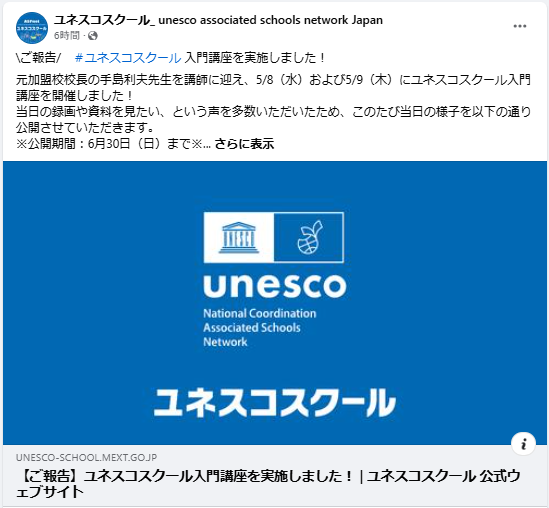 ユネスコスクール_ unesco associated schools network Japan
6時間 ·
\ご報告/　#ユネスコスクール 入門講座を実施しました！
元加盟校校長の手島利夫先生を講師に迎え、5/8（水）および5/9（木）にユネスコスクール入門
講座を開催しました！
当日の録画や資料を見たい、という声を多数いただいたため、このたび当日の様子を以下の通り
公開させていただきます。
※公開期間：6月30日（日）まで※... さらに表示
unesco
National Coordination
Associated Schools
Network
ユネスコスクール
UNESCO-SCHOOL.MEXT.GO.JP
【ご報告】ユネスコスクール入門講座を実施しました！ | ユネスコスクール 公式ウ
ェブサイト